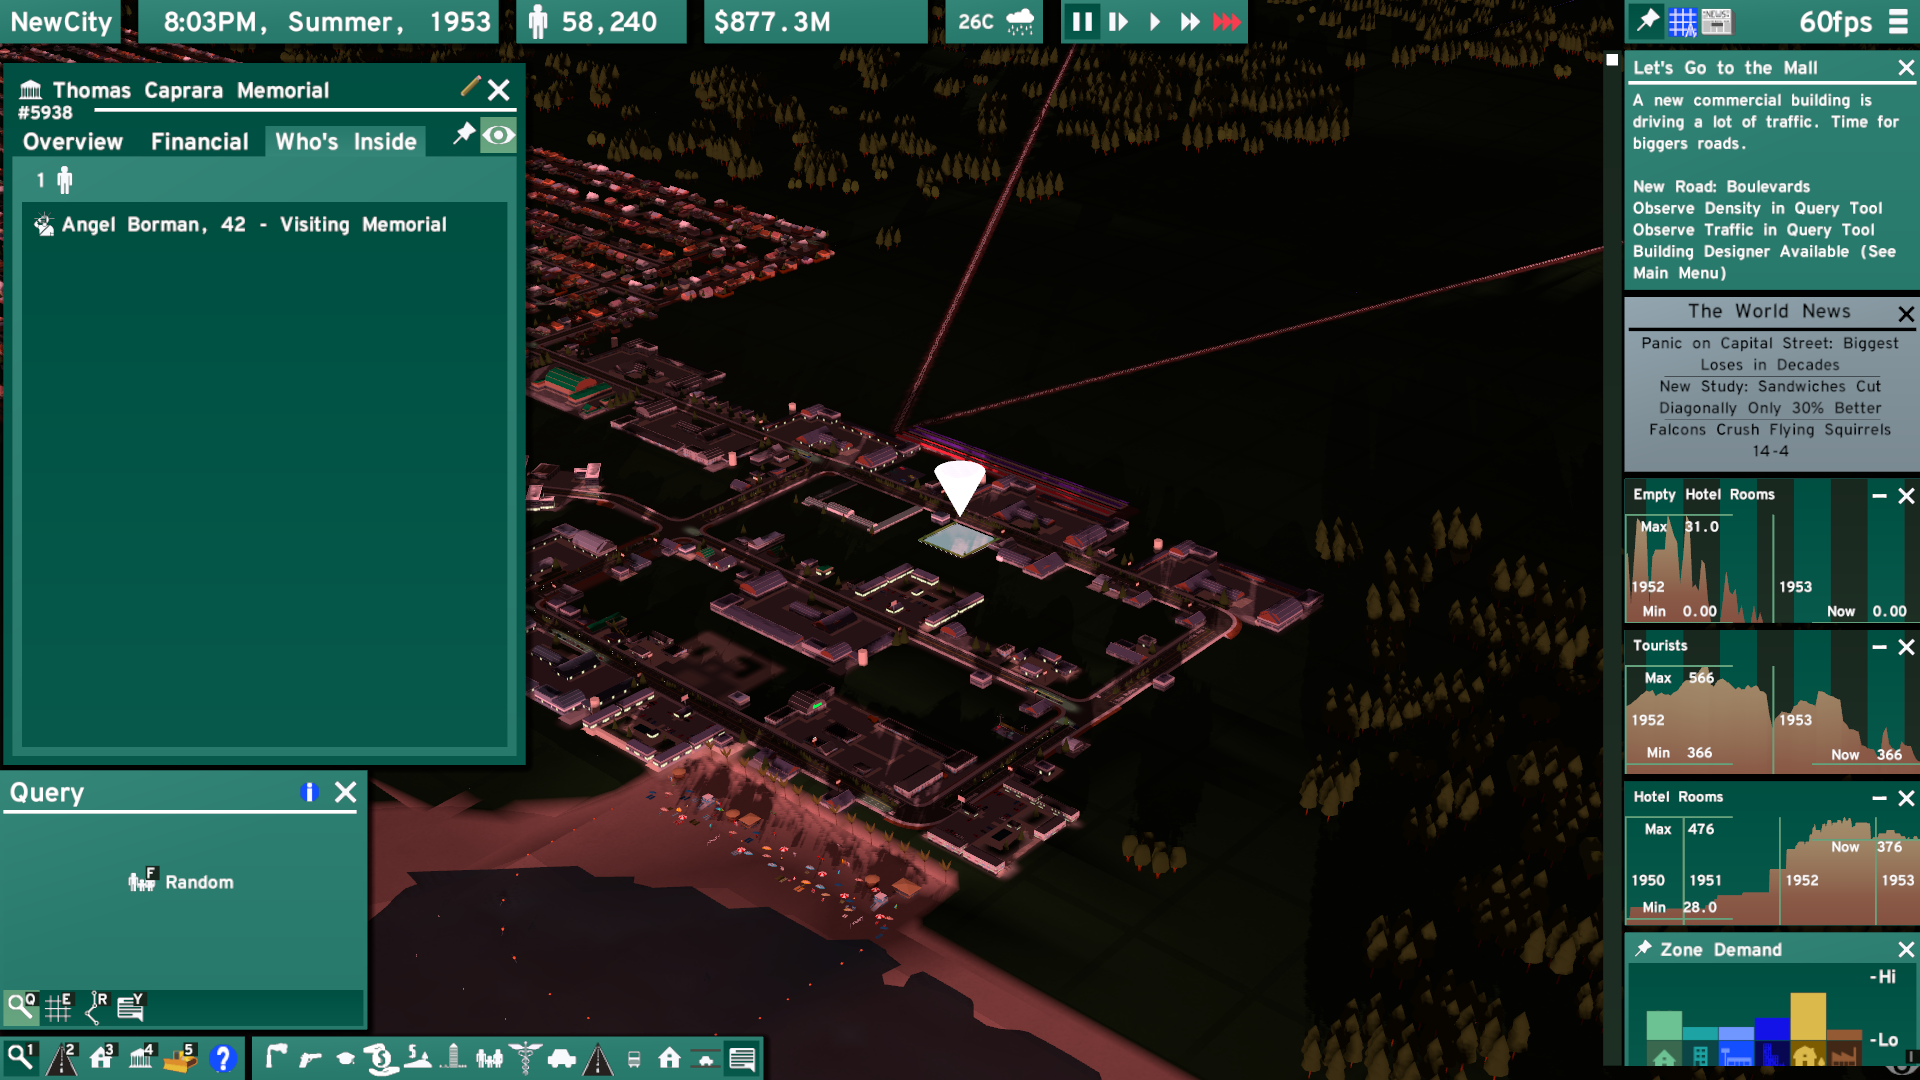 NewCity
8:03PM, Summer, 1953
58,240
$877.3M
26C
60fps
Thomas Caprara Memorial
#5938
Overview Financial Who's Inside
1
Angel Borman, 42 - Visiting Memorial
Query
F
Random
Q E R Y
1 2 3 4 5 ?
Let's Go to the Mall
A new commercial building is
driving a lot of traffic. Time for
biggers roads.
New Road: Boulevards
Observe Density in Query Tool
Observe Traffic in Query Tool
Building Designer Available (See
Main Menu)
The World News
Panic on Capital Street: Biggest
Loses in Decades
New Study: Sandwiches Cut
Diagonally Only 30% Better
Falcons Crush Flying Squirrels
14-4
Empty Hotel Rooms
Max 31.0
1952 1953
Min 0.00 Now 0.00
Tourists
Max 566
1952 1953
Min 366 Now 366
Hotel Rooms
Max 476
Now 376
1950 1951 1952 1953
Min 28.0
Zone Demand
-Hi
-Lo